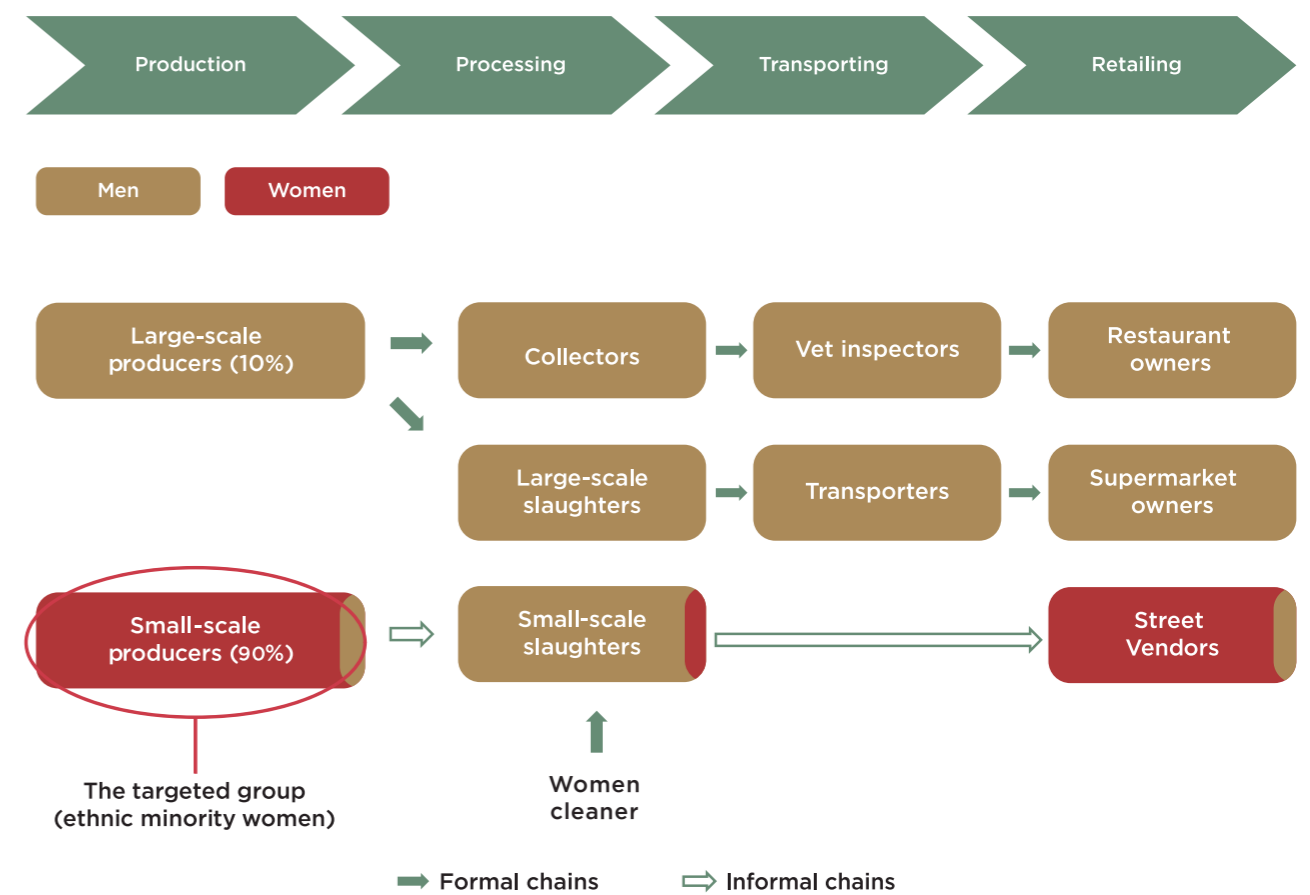 Production
Processing
Transporting
Retailing
Men
Women
Large-scale
producers (10%)
Collectors
Vet inspectors
Restaurant
owners
Large-scale
slaughters
Transporters
Supermarket
owners
Small-scale
producers (90%)
Small-scale
slaughters
Street
Vendors
The targeted group
(ethnic minority women)
Women
cleaner
Formal chains
Informal chains